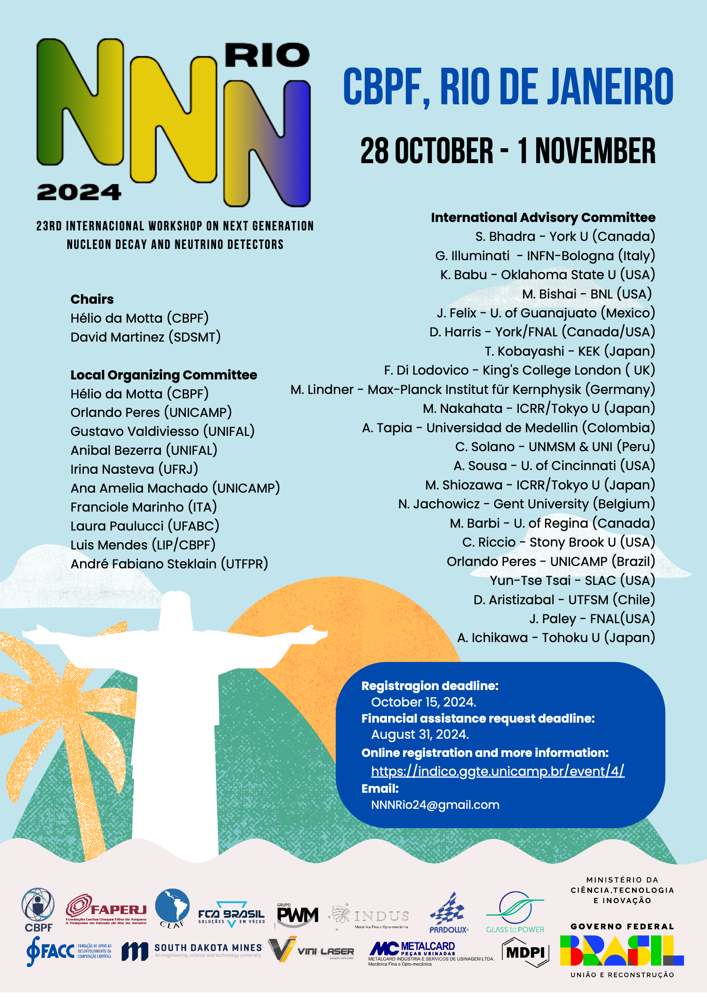 NNN
RIO
2024
23RD INTERNACIONAL WORKSHOP ON NEXT GENERATION
NUCLEON DECAY AND NEUTRINO DETECTORS
CBPF, RIO DE JANEIRO
28 OCTOBER - 1 NOVEMBER
Chairs
Hélio da Motta (CBPF)
David Martinez (SDSMT)
Local Organizing Committee
Hélio da Motta (CBPF)
Orlando Peres (UNICAMP)
Gustavo Valdiviesso (UNIFAL)
Anibal Bezerra (UNIFAL)
Irina Nasteva (UFRJ)
Ana Amelia Machado (UNICAMP)
Franciole Marinho (ITA)
Laura Paulucci (UFABC)
Luis Mendes (LIP/CBPF)
André Fabiano Steklain (UTFPR)
International Advisory Committee
S. Bhadra - York U (Canada)
G. Illuminati - INFN-Bologna (Italy)
K. Babu - Oklahoma State U (USA)
M. Bishai - BNL (USA)
J. Felix - U. of Guanajuato (Mexico)
D. Harris - York/FNAL (Canada/USA)
T. Kobayashi - KEK (Japan)
F. Di Lodovico - King's College London ( UK)
M. Lindner - Max-Planck Institut für Kernphysik (Germany)
M. Nakahata - ICRR/Tokyo U (Japan)
A. Tapia - Universidad de Medellin (Colombia)
C. Solano - UNMSM & UNI (Peru)
A. Sousa - U. of Cincinnati (USA)
M. Shiozawa - ICRR/Tokyo U (Japan)
N. Jachowicz - Gent University (Belgium)
M. Barbi - U. of Regina (Canada)
C. Riccio - Stony Brook U (USA)
Orlando Peres - UNICAMP (Brazil)
Yun-Tse Tsai - SLAC (USA)
D. Aristizabal - UTFSM (Chile)
J. Paley - FNAL(USA)
A. Ichikawa - Tohoku U (Japan)
Registragion deadline:
October 15, 2024.
Financial assistance request deadline:
August 31, 2024.
Online registration and more information:
https://indico.ggte.unicamp.br/event/4/
Email:
NNNRio24@gmail.com
CBPF
FAPERJ
Fundação Carlos Chagas Filho de Amparo
à Pesquisa do Estado do Rio de Janeiro
CLAF
FCA BRASIL
SOLUÇÕES EM VÁCUO
GRUPO
PWM
INDUS
Mecânica Fina e Opto-mecânica
PRADOLUX®
GLASS to POWER
MINISTÉRIO DA
CIÊNCIA,TECNOLOGIA
E INOVAÇÃO
FACC
FUNDAÇÃO DE APOIO AO
DESENVOLVIMENTO DA
COMPUTAÇÃO CIENTÍFICA
m
SOUTH DAKOTA MINES
An engineering, science and technology university
VINI·LASER
gravação e corte a laser
MC METALCARD
PEÇAS USINADAS
METALCARD INDÚSTRIA E SERVICOS DE USINAGEM LTDA.
Mecânica Fina e Opto-mecânica
MDPI
GOVERNO FEDERAL
BRASIL
UNIÃO E RECONSTRUÇÃO